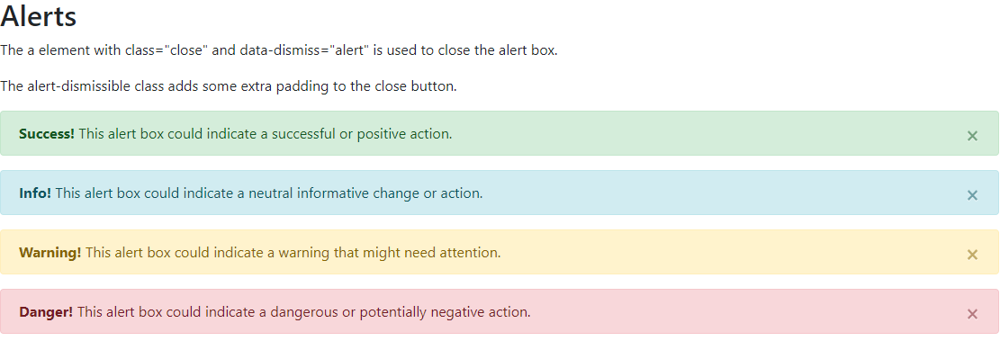 Alerts
The a element with class="close" and data-dismiss="alert" is used to close the alert box.
The alert-dismissible class adds some extra padding to the close button.
Success! This alert box could indicate a successful or positive action. ×
Info! This alert box could indicate a neutral informative change or action. ×
Warning! This alert box could indicate a warning that might need attention. ×
Danger! This alert box could indicate a dangerous or potentially negative action. ×